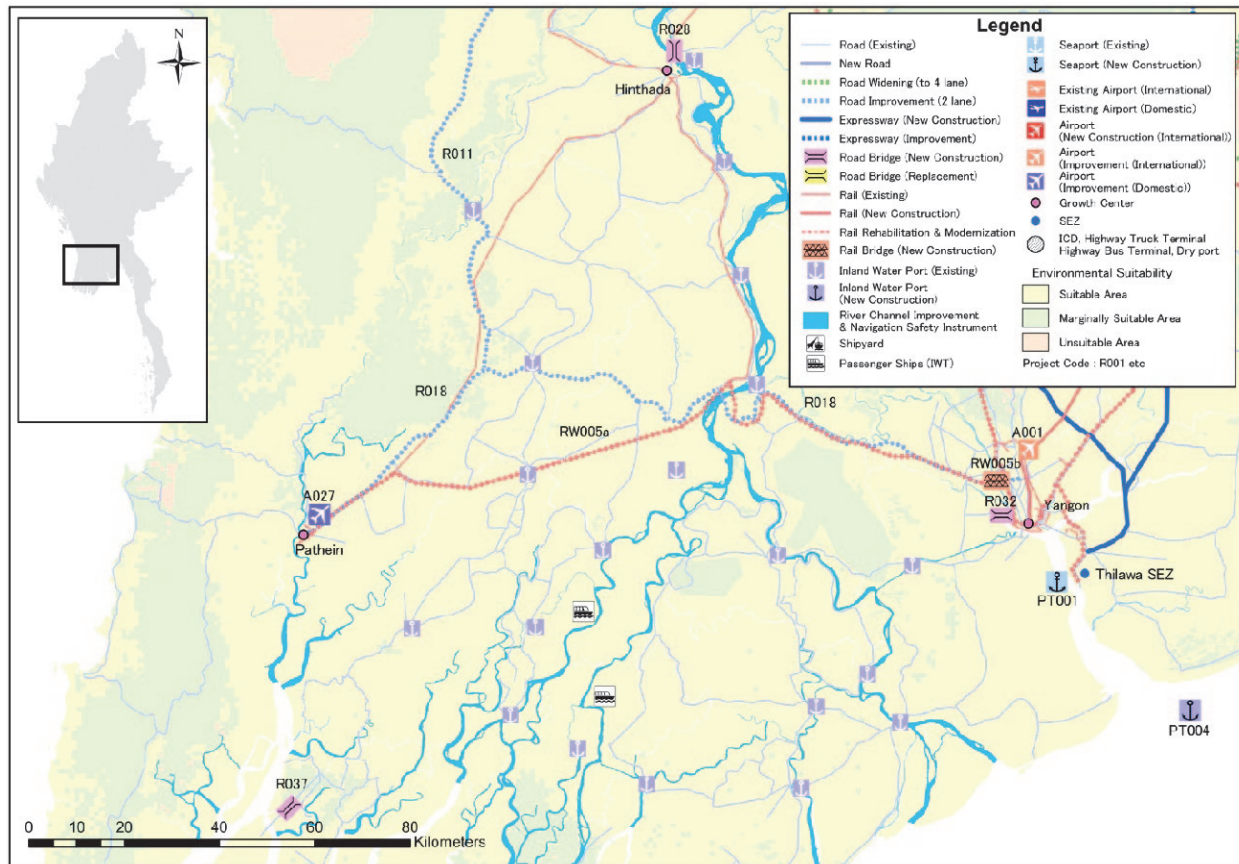 N
R028
Hinthada
R011
R018
RW005a
R018
A027
Pathein
A001
RW005b
R032
Yangon
Thilawa SEZ
PT001
PT004
R037
0 10 20 40 60 80
Kilometers
Legend
Road (Existing)
New Road
Road Widening (to 4 lane)
Road Improvement (2 lane)
Expressway (New Construction)
Expressway (Improvement)
Road Bridge (New Construction)
Road Bridge (Replacement)
Rail (Existing)
Rail (New Construction)
Rail Rehabilitation & Modernization
Rail Bridge (New Construction)
Inland Water Port (Existing)
Inland Water Port
(New Construction)
River Channel Improvement
& Navigation Safety Instrument
Shipyard
Passenger Ships (IWT)
Seaport (Existing)
Seaport (New Construction)
Existing Airport (International)
Existing Airport (Domestic)
Airport
(New Construction (International))
Airport
(Improvement (International))
Airport
(Improvement (Domestic))
Growth Center
SEZ
ICD, Highway Truck Terminal
Highway Bus Terminal, Dry port
Environmental Suitability
Suitable Area
Marginally Suitable Area
Unsuitable Area
Project Code : R001 etc